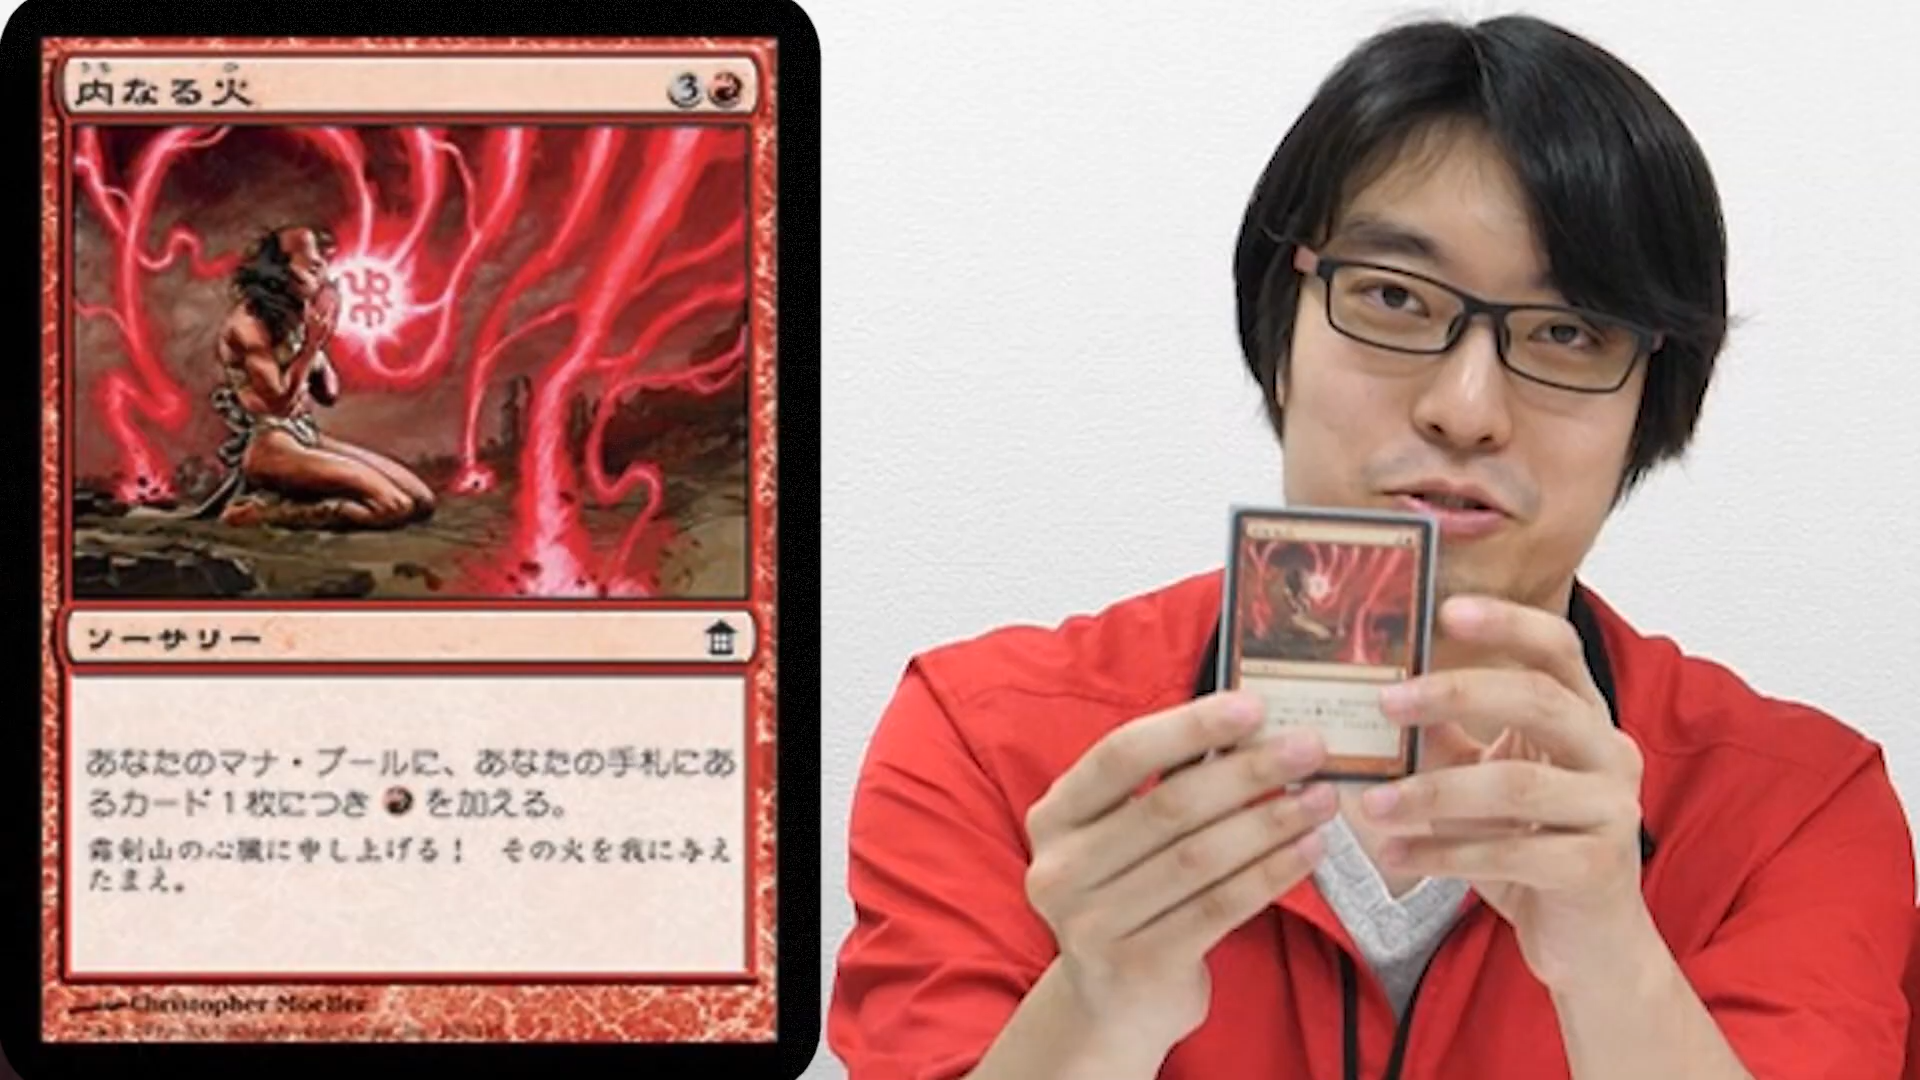 内なる火
3
ソーサリー
あなたのマナ・プールに、あなたの手札にあ
るカード1枚につき を加える。
霜剣山の心臓に申し上げる! その火を我に与え
たまえ。
Christopher Moeller